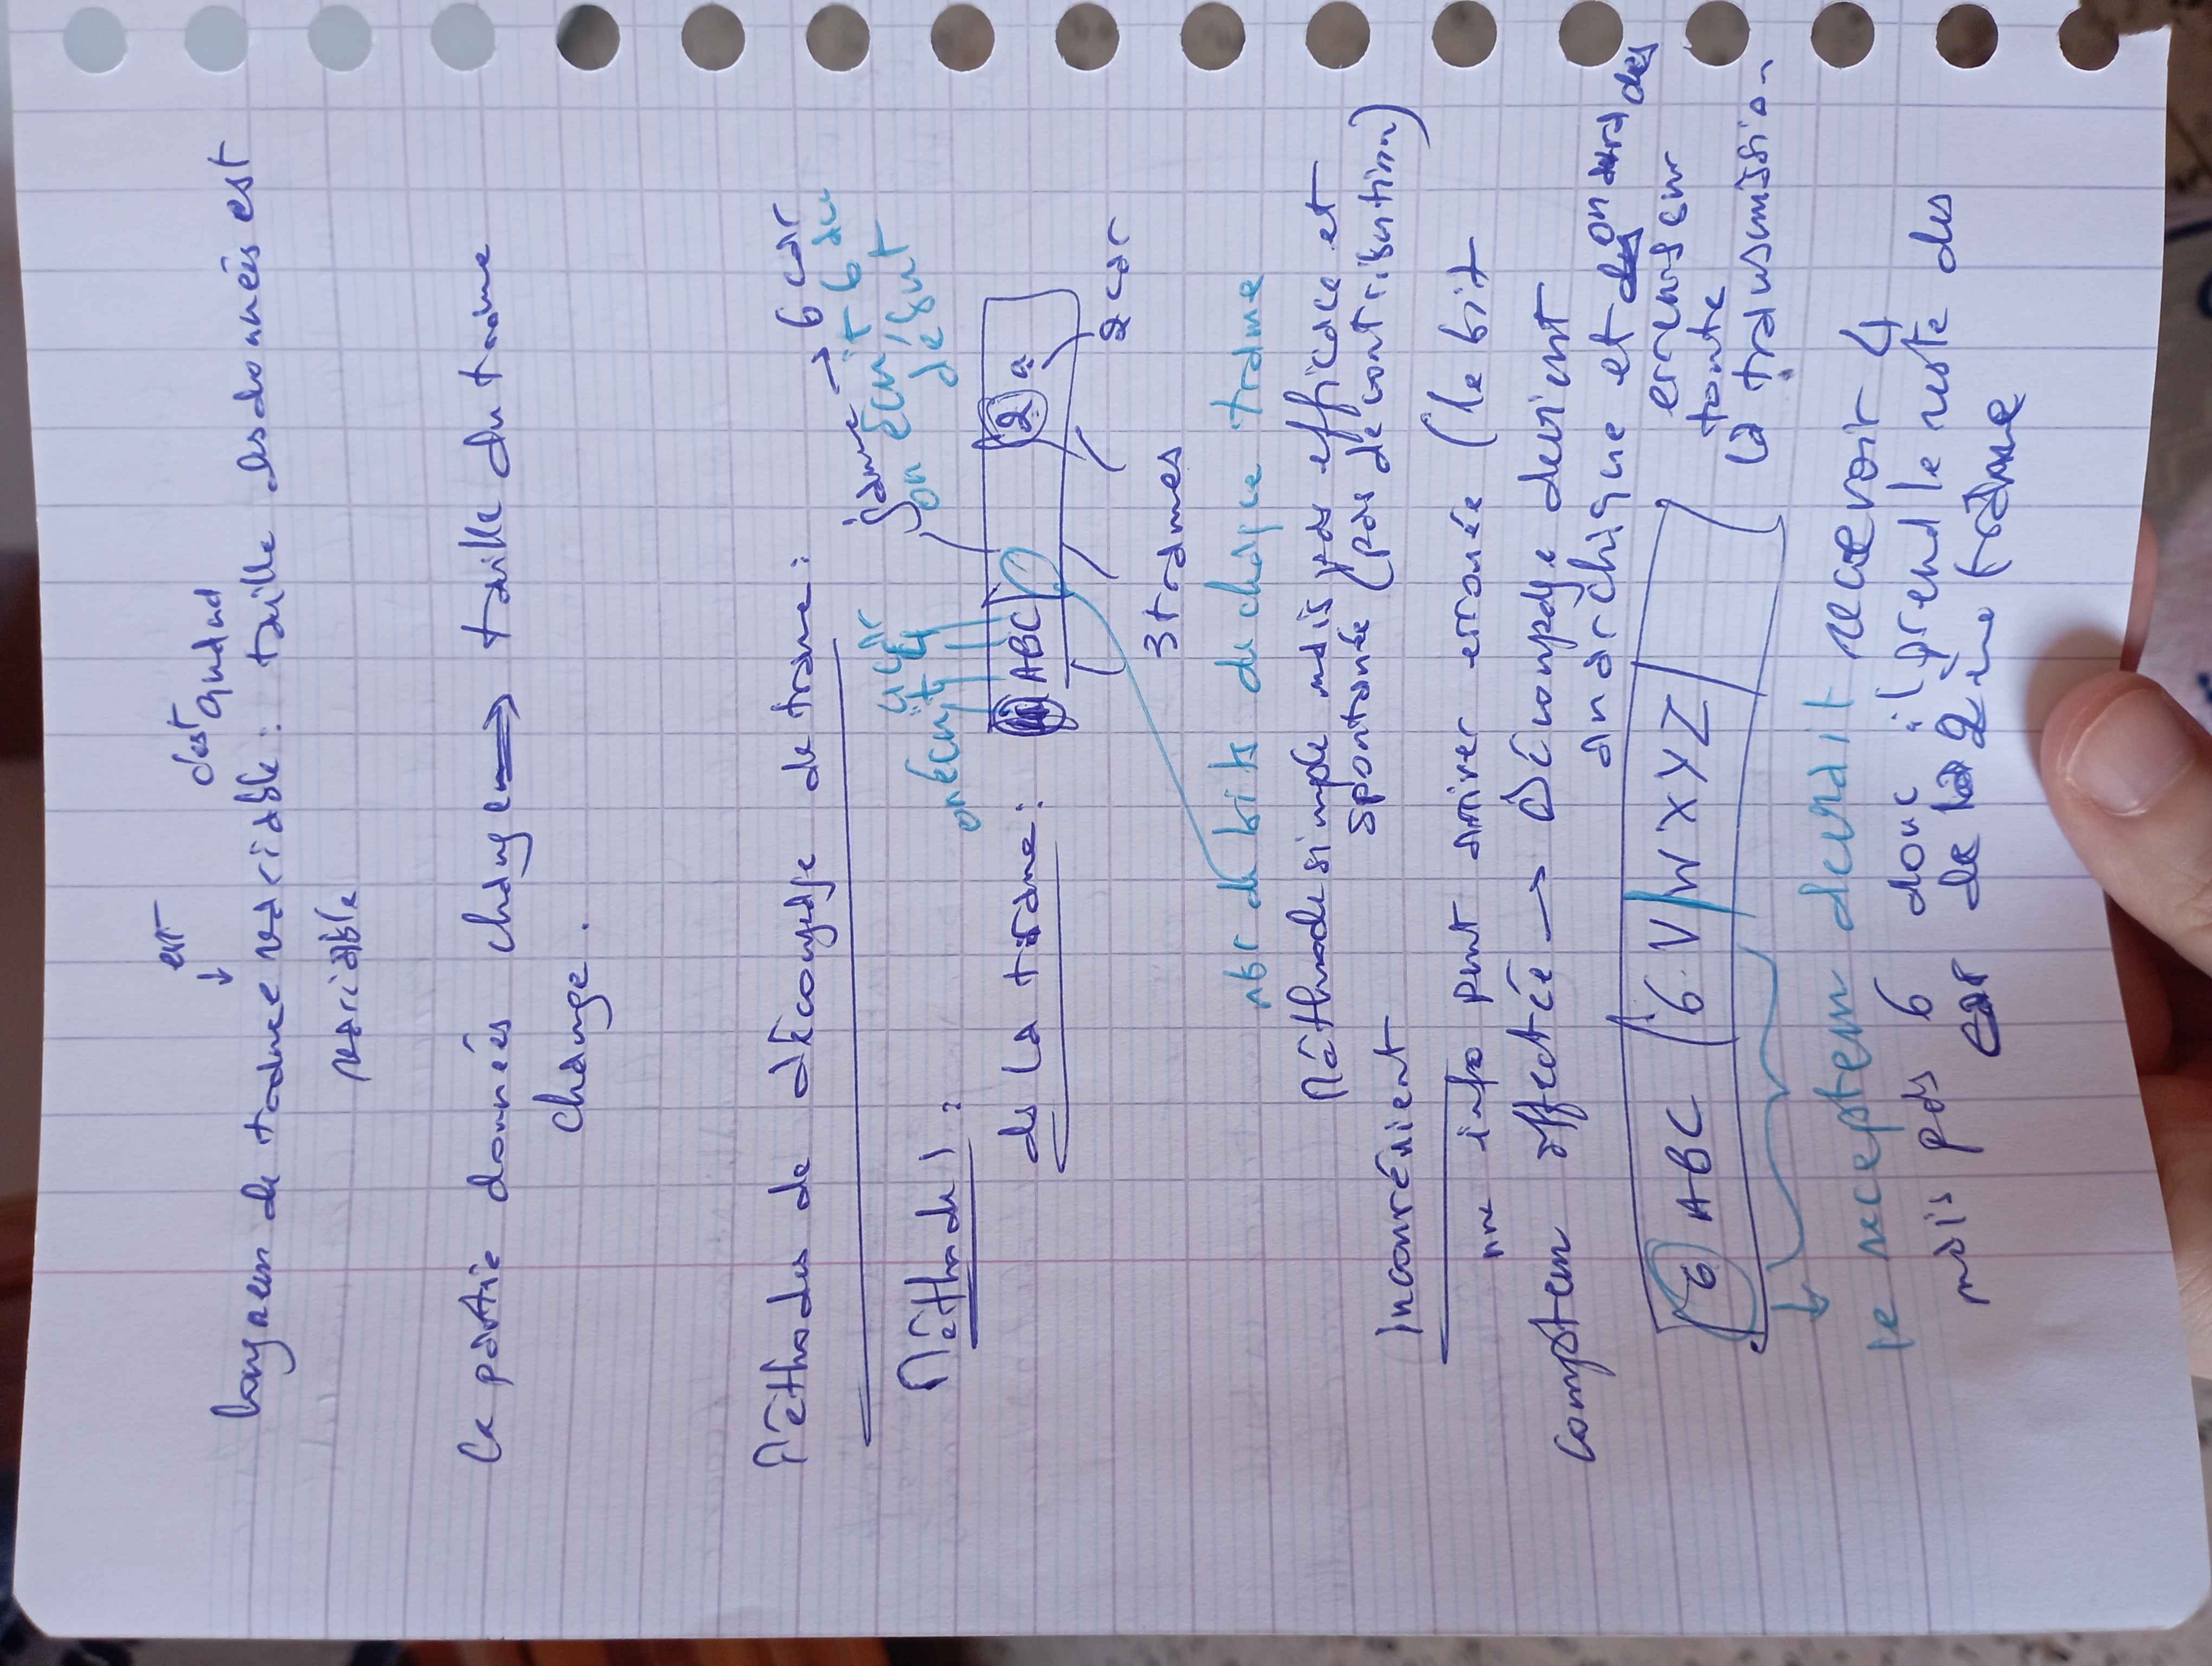 est
c'est quand
longueur de trame variable : taille des données est
variable
la partie données change ⟹ taille du trame
change.
Méthodes de découpage de trame :
Méthode 1 :
4 car
on écrit 4
trame → 6 car
on écrit 6 au
début
de la trame :
4 ABC
2 a
2 car
3 trames
nbr de bits de chaque trame
Méthode simple mais pas efficace et
spontanée (pas de contribution)
Inconvénient
une info peut arriver erronée (le bit
compteur affectée → Découpage devient
anarchique et on aura des
erreurs sur
toute
la transmission
6 ABC 6 V W X Y Z
le recepteur devrait recevoir 4
mais pas 6 donc il prend le reste des
car de la 2ème trame